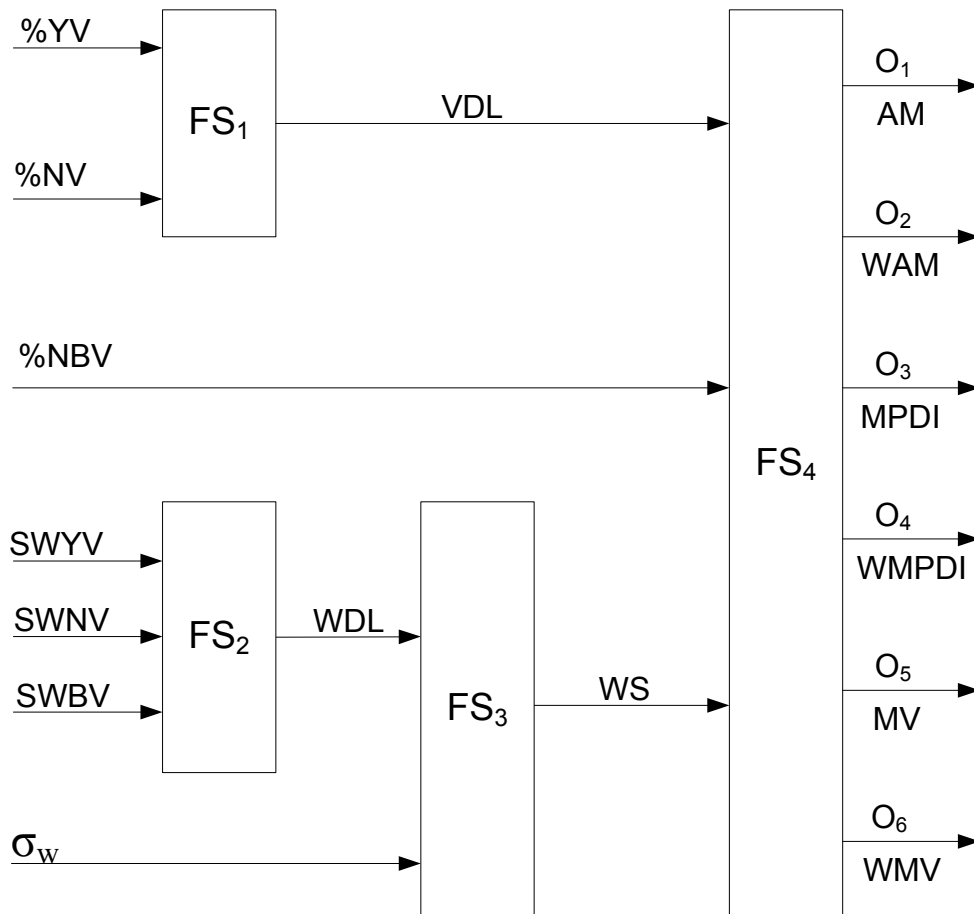 %YV
%NV
FS₁
VDL
%NBV
SWYV
SWNV
SWBV
FS₂
WDL
σw
FS₃
WS
FS₄
O₁
AM
O₂
WAM
O₃
MPDI
O₄
WMPDI
O₅
MV
O₆
WMV